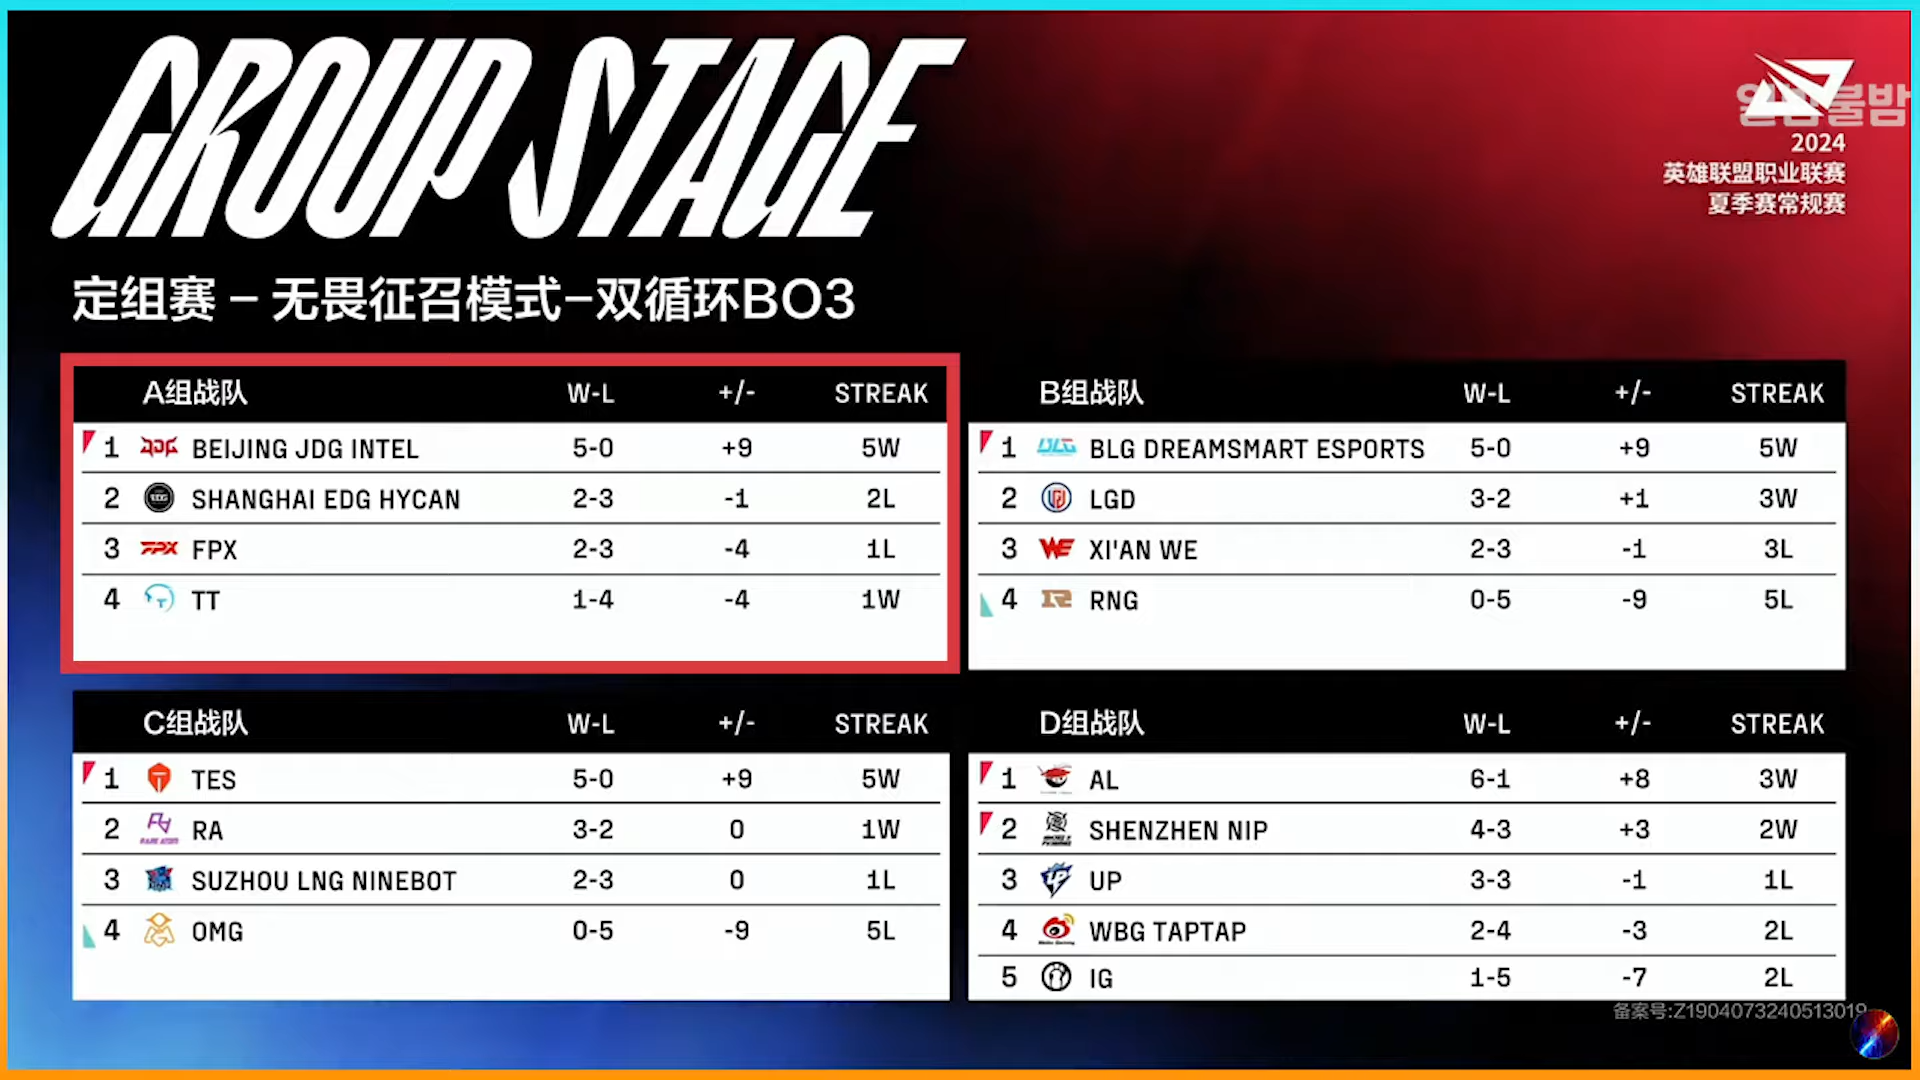 GROUP STAGE
2024
英雄联盟职业联赛
夏季赛常规赛
定组赛 – 无畏征召模式–双循环BO3
A组战队 W-L +/- STREAK
1 JDG BEIJING JDG INTEL 5-0 +9 5W
2 EDG SHANGHAI EDG HYCAN 2-3 -1 2L
3 FPX FPX 2-3 -4 1L
4 TT 1-4 -4 1W
B组战队 W-L +/- STREAK
1 BLG BLG DREAMSMART ESPORTS 5-0 +9 5W
2 LGD 3-2 +1 3W
3 WE XI'AN WE 2-3 -1 3L
4 RNG 0-5 -9 5L
C组战队 W-L +/- STREAK
1 TES 5-0 +9 5W
2 RA 3-2 0 1W
3 SUZHOU LNG NINEBOT 2-3 0 1L
4 OMG 0-5 -9 5L
D组战队 W-L +/- STREAK
1 AL 6-1 +8 3W
2 SHENZHEN NIP 4-3 +3 2W
3 UP UP 3-3 -1 1L
4 WBG TAPTAP 2-4 -3 2L
5 IG 1-5 -7 2L
备案号:Z1904073240513019